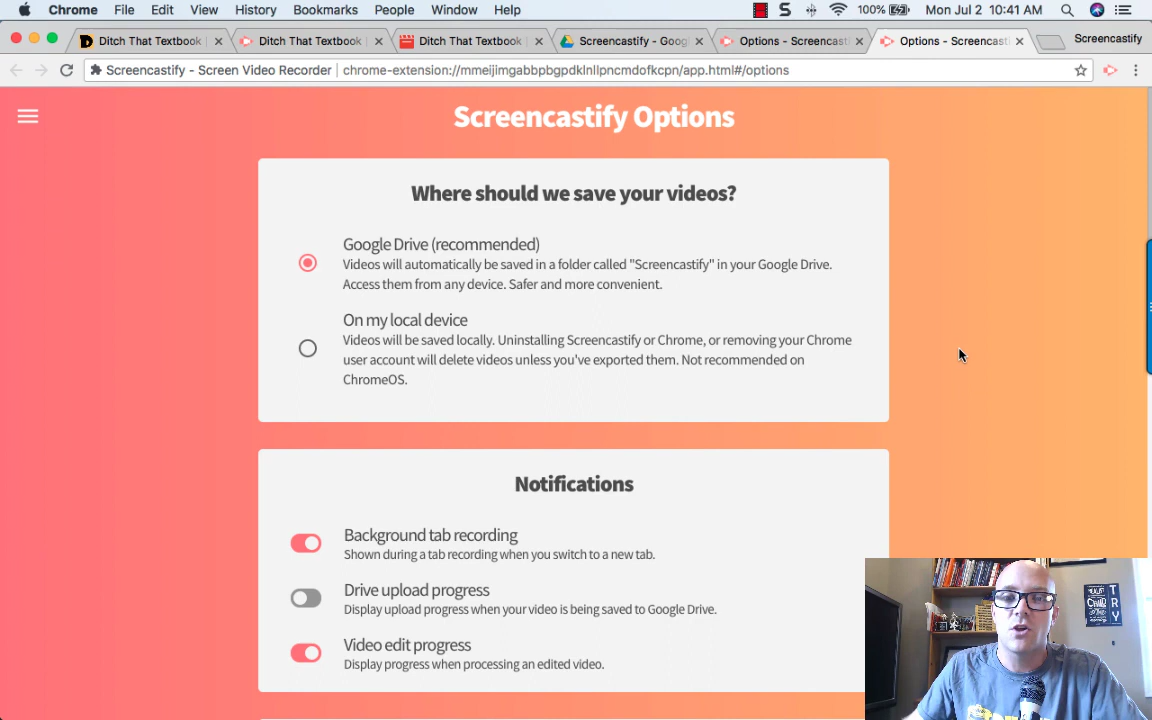 Chrome File Edit View History Bookmarks People Window Help 100% Mon Jul 2 10:41 AM
Ditch That Textbook Ditch That Textbook Ditch That Textbook Screencastify - Goog Options - Screencasti Options - Screencasti Screencastify
Screencastify - Screen Video Recorder chrome-extension://mmeijimgabbpbgpdklnllpncmdofkcpn/app.html#/options
Screencastify Options
Where should we save your videos?
Google Drive (recommended)
Videos will automatically be saved in a folder called "Screencastify" in your Google Drive.
Access them from any device. Safer and more convenient.
On my local device
Videos will be saved locally. Uninstalling Screencastify or Chrome, or removing your Chrome
user account will delete videos unless you've exported them. Not recommended on
ChromeOS.
Notifications
Background tab recording
Shown during a tab recording when you switch to a new tab.
Drive upload progress
Display upload progress when your video is being saved to Google Drive.
Video edit progress
Display progress when processing an edited video.
TRY